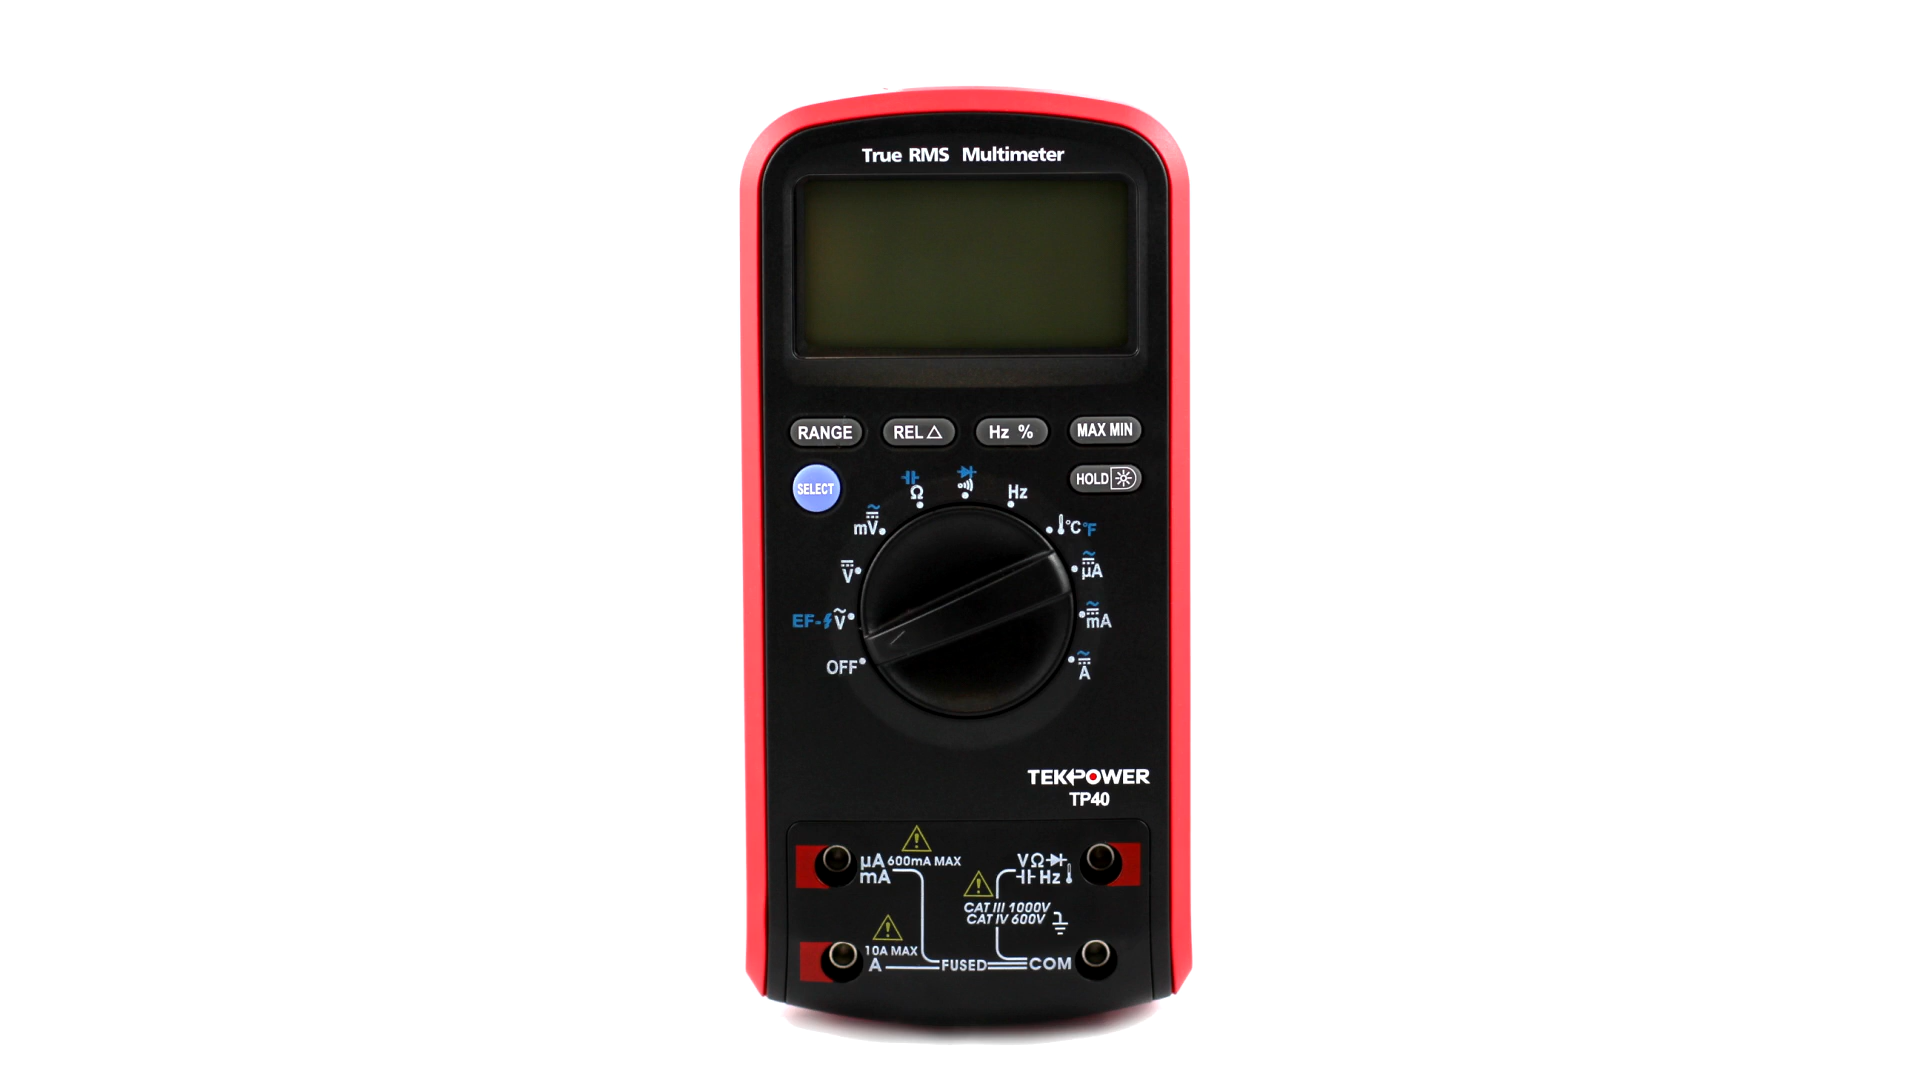 True RMS Multimeter
RANGE
REL△
Hz %
MAX MIN
SELECT
HOLD
Ω
Hz
mV
°C°F
V
µA
EF-V
mA
OFF
A
TEKPOWER
TP40
µA 600mA MAX
mA
VΩ
Hz
CAT III 1000V
CAT IV 600V
10A MAX
A
FUSED
COM